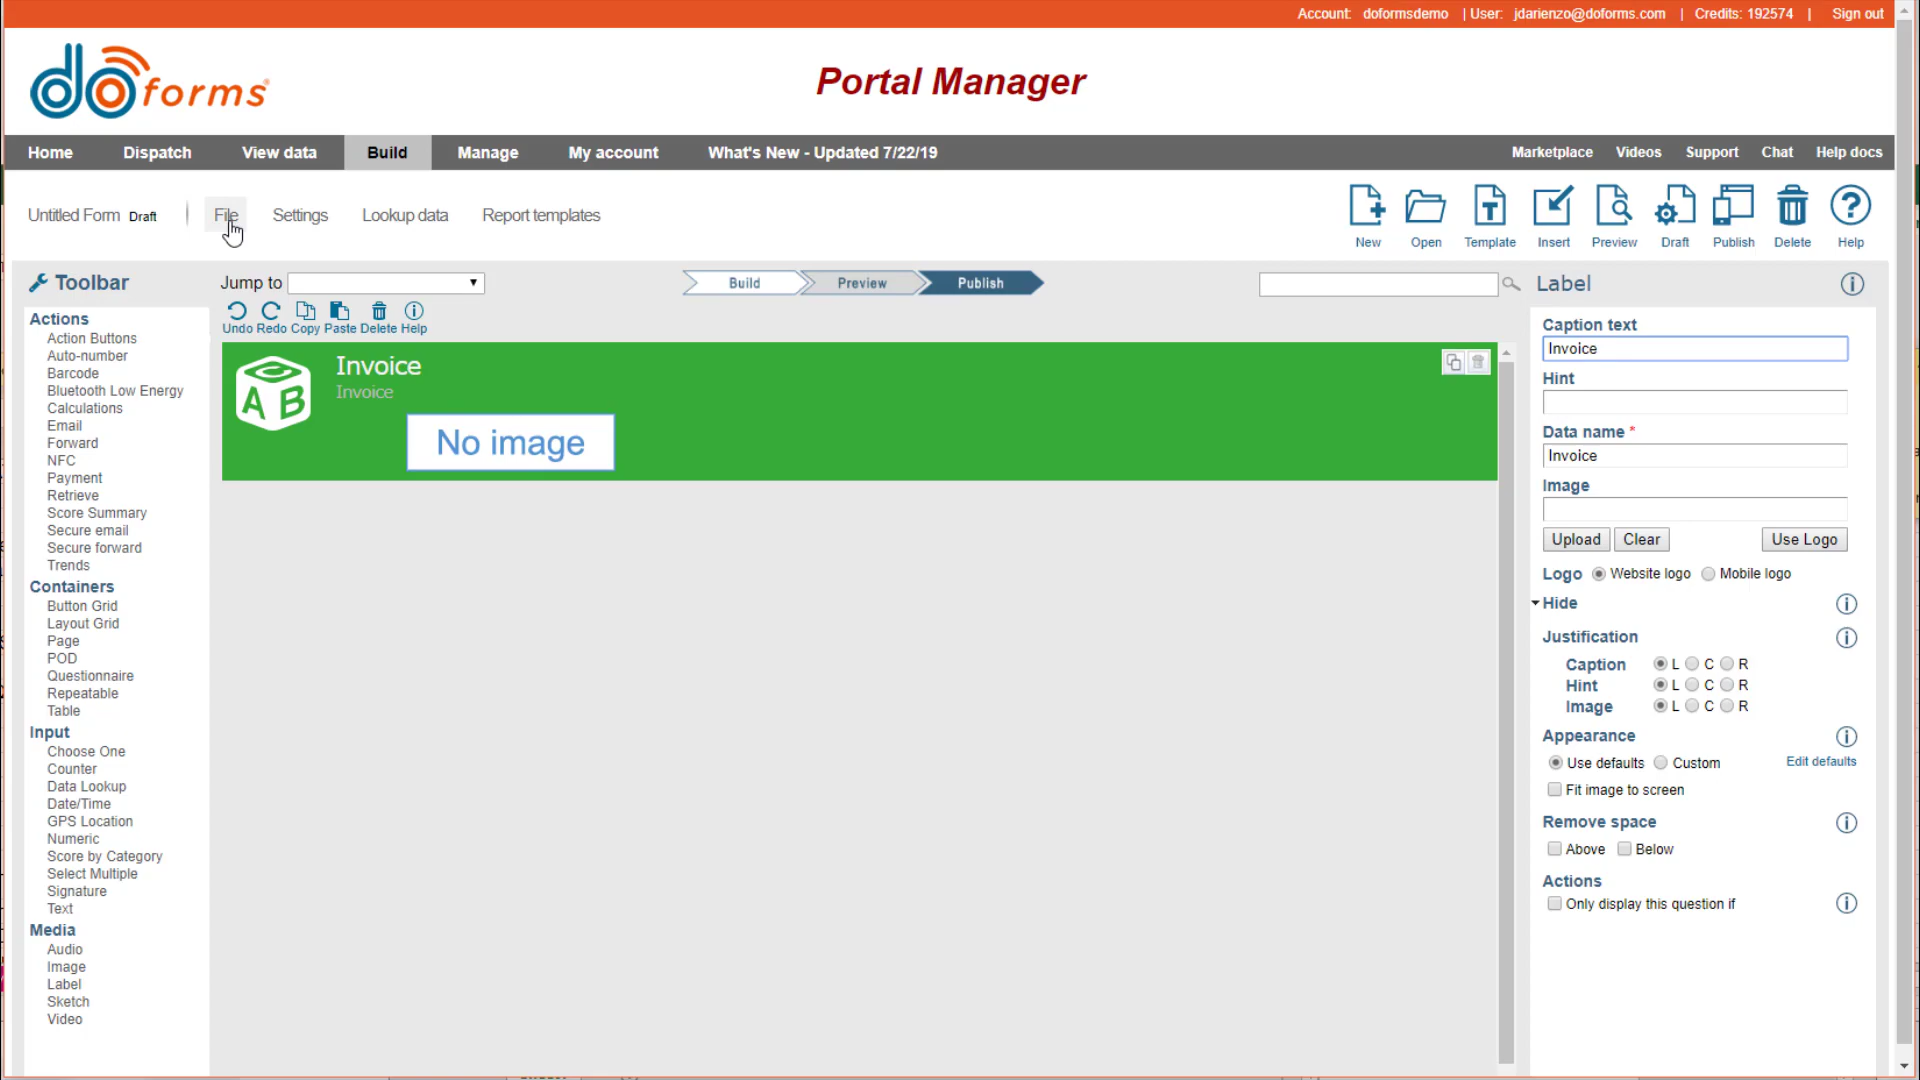 Account: doformsdemo | User: jdarienzo@doforms.com | Credits: 192574 | Sign out
doforms®
Portal Manager
Home Dispatch View data Build Manage My account What's New - Updated 7/22/19 Marketplace Videos Support Chat Help docs
Untitled Form Draft | File Settings Lookup data Report templates
New Open Template Insert Preview Draft Publish Delete Help
Toolbar
Jump to
Build Preview Publish
Label
Undo Redo Copy Paste Delete Help
Invoice
Invoice
A B
No image
Actions
Action Buttons
Auto-number
Barcode
Bluetooth Low Energy
Calculations
Email
Forward
NFC
Payment
Retrieve
Score Summary
Secure email
Secure forward
Trends
Containers
Button Grid
Layout Grid
Page
POD
Questionnaire
Repeatable
Table
Input
Choose One
Counter
Data Lookup
Date/Time
GPS Location
Numeric
Score by Category
Select Multiple
Signature
Text
Media
Audio
Image
Label
Sketch
Video
Caption text
Invoice
Hint
Data name *
Invoice
Image
Upload Clear Use Logo
Logo Website logo Mobile logo
Hide
Justification
Caption L C R
Hint L C R
Image L C R
Appearance
Use defaults Custom Edit defaults
Fit image to screen
Remove space
Above Below
Actions
Only display this question if